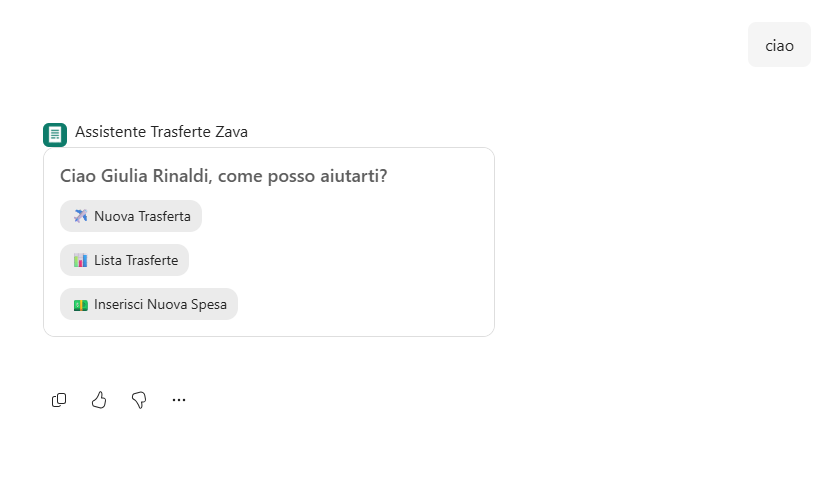 ciao
Assistente Trasferte Zava
Ciao Giulia Rinaldi, come posso aiutarti?
Nuova Trasferta
Lista Trasferte
Inserisci Nuova Spesa